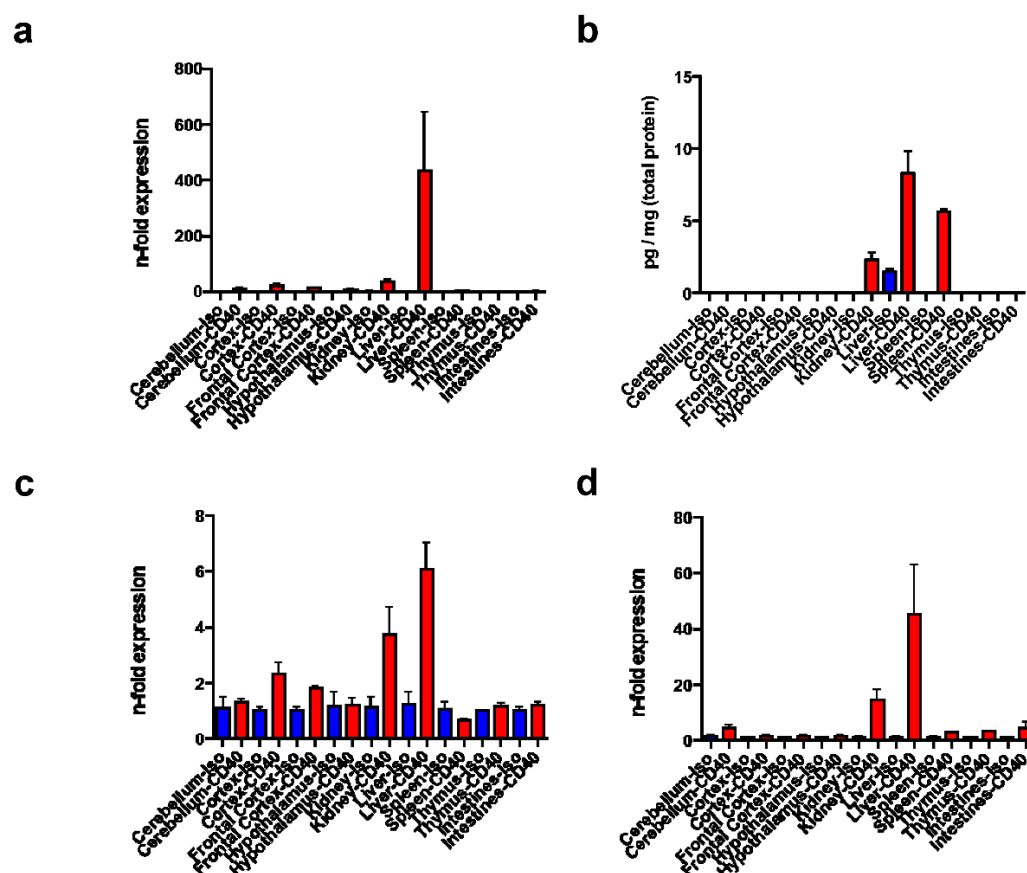 a
800
600
400
200
0
n-fold expression
Cerebellum-Iso
Cerebellum-CD40
Cortex-Iso
Cortex-CD40
Frontal Cortex-Iso
Frontal Cortex-CD40
Hypothalamus-Iso
Hypothalamus-CD40
Kidney-Iso
Kidney-CD40
Liver-Iso
Liver-CD40
Spleen-Iso
Spleen-CD40
Thymus-Iso
Thymus-CD40
Intestines-Iso
Intestines-CD40
b
15
10
5
0
pg / mg (total protein)
Cerebellum-Iso
Cerebellum-CD40
Cortex-Iso
Cortex-CD40
Frontal Cortex-Iso
Frontal Cortex-CD40
Hypothalamus-Iso
Hypothalamus-CD40
Kidney-Iso
Kidney-CD40
Liver-Iso
Liver-CD40
Spleen-Iso
Spleen-CD40
Thymus-Iso
Thymus-CD40
Intestines-Iso
Intestines-CD40
c
8
6
4
2
0
n-fold expression
Cerebellum-Iso
Cerebellum-CD40
Cortex-Iso
Cortex-CD40
Frontal Cortex-Iso
Frontal Cortex-CD40
Hypothalamus-Iso
Hypothalamus-CD40
Kidney-Iso
Kidney-CD40
Liver-Iso
Liver-CD40
Spleen-Iso
Spleen-CD40
Thymus-Iso
Thymus-CD40
Intestines-Iso
Intestines-CD40
d
80
60
40
20
0
n-fold expression
Cerebellum-Iso
Cerebellum-CD40
Cortex-Iso
Cortex-CD40
Frontal Cortex-Iso
Frontal Cortex-CD40
Hypothalamus-Iso
Hypothalamus-CD40
Kidney-Iso
Kidney-CD40
Liver-Iso
Liver-CD40
Spleen-Iso
Spleen-CD40
Thymus-Iso
Thymus-CD40
Intestines-Iso
Intestines-CD40